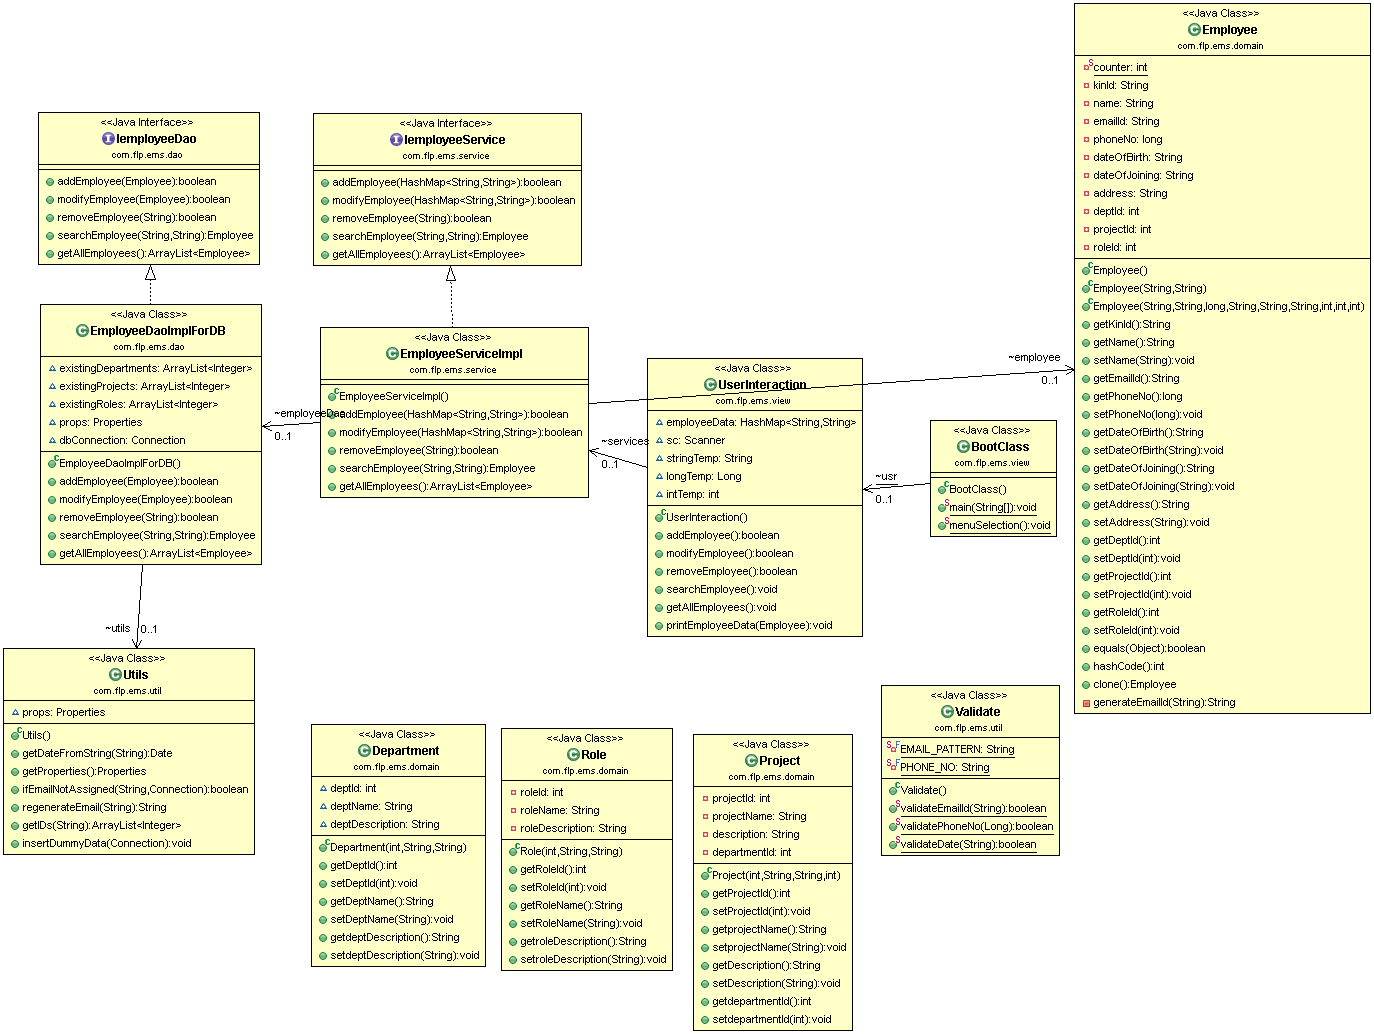 <<Java Class>>
Employee
com.flp.ems.domain
counter: int
kinId: String
name: String
emailId: String
phoneNo: long
dateOfBirth: String
dateOfJoining: String
address: String
deptId: int
projectId: int
roleId: int
Employee()
Employee(String,String)
Employee(String,String,long,String,String,String,int,int,int)
getKinId():String
getName():String
setName(String):void
getEmailId():String
getPhoneNo():long
setPhoneNo(long):void
getDateOfBirth():String
setDateOfBirth(String):void
getDateOfJoining():String
setDateOfJoining(String):void
getAddress():String
setAddress(String):void
getDeptId():int
setDeptId(int):void
getProjectId():int
setProjectId(int):void
getRoleId():int
setRoleId(int):void
equals(Object):boolean
hashCode():int
clone():Employee
generateEmailId(String):String
<<Java Interface>>
IemployeeDao
com.flp.ems.dao
addEmployee(Employee):boolean
modifyEmployee(Employee):boolean
removeEmployee(String):boolean
searchEmployee(String,String):Employee
getAllEmployees():ArrayList<Employee>
<<Java Interface>>
IemployeeService
com.flp.ems.service
addEmployee(HashMap<String,String>):boolean
modifyEmployee(HashMap<String,String>):boolean
removeEmployee(String):boolean
searchEmployee(String,String):Employee
getAllEmployees():ArrayList<Employee>
<<Java Class>>
EmployeeDaoImplForDB
com.flp.ems.dao
existingDepartments: ArrayList<Integer>
existingProjects: ArrayList<Integer>
existingRoles: ArrayList<Integer>
props: Properties
dbConnection: Connection
EmployeeDaoImplForDB()
addEmployee(Employee):boolean
modifyEmployee(Employee):boolean
removeEmployee(String):boolean
searchEmployee(String,String):Employee
getAllEmployees():ArrayList<Employee>
~employeeDao
0..1
<<Java Class>>
EmployeeServiceImpl
com.flp.ems.service
EmployeeServiceImpl()
addEmployee(HashMap<String,String>):boolean
modifyEmployee(HashMap<String,String>):boolean
removeEmployee(String):boolean
searchEmployee(String,String):Employee
getAllEmployees():ArrayList<Employee>
~employee
0..1
~services
0..1
<<Java Class>>
UserInteraction
com.flp.ems.view
employeeData: HashMap<String,String>
sc: Scanner
stringTemp: String
longTemp: Long
intTemp: int
UserInteraction()
addEmployee():boolean
modifyEmployee():boolean
removeEmployee():boolean
searchEmployee():void
getAllEmployees():void
printEmployeeData(Employee):void
~usr
0..1
<<Java Class>>
BootClass
com.flp.ems.view
BootClass()
main(String[]):void
menuSelection():void
~utils
0..1
<<Java Class>>
Utils
com.flp.ems.util
props: Properties
Utils()
getDateFromString(String):Date
getProperties():Properties
ifEmailNotAssigned(String,Connection):boolean
regenerateEmail(String):String
getIDs(String):ArrayList<Integer>
insertDummyData(Connection):void
<<Java Class>>
Department
com.flp.ems.domain
deptId: int
deptName: String
deptDescription: String
Department(int,String,String)
getDeptId():int
setDeptId(int):void
getDeptName():String
setDeptName(String):void
getdeptDescription():String
setdeptDescription(String):void
<<Java Class>>
Role
com.flp.ems.domain
roleId: int
roleName: String
roleDescription: String
Role(int,String,String)
getRoleId():int
setRoleId(int):void
getRoleName():String
setRoleName(String):void
getroleDescription():String
setroleDescription(String):void
<<Java Class>>
Project
com.flp.ems.domain
projectId: int
projectName: String
description: String
departmentId: int
Project(int,String,String,int)
getProjectId():int
setProjectId(int):void
getprojectName():String
setprojectName(String):void
getDescription():String
setDescription(String):void
getdepartmentId():int
setdepartmentId(int):void
<<Java Class>>
Validate
com.flp.ems.util
EMAIL_PATTERN: String
PHONE_NO: String
Validate()
validateEmailId(String):boolean
validatePhoneNo(Long):boolean
validateDate(String):boolean